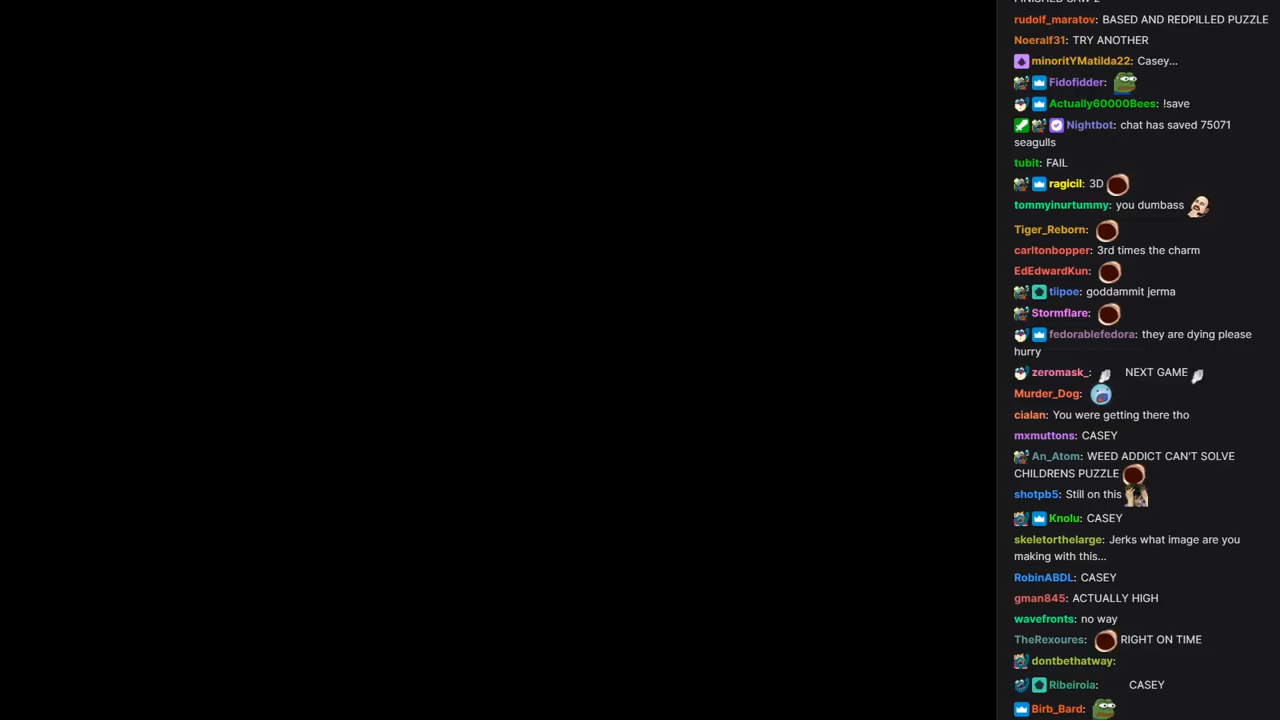 FINISHED SAW 2
rudolf_maratov: BASED AND REDPILLED PUZZLE
Noeralf31: TRY ANOTHER
minoritYMatilda22: Casey...
Fidofidder:
Actually60000Bees: !save
Nightbot: chat has saved 75071
seagulls
tubit: FAIL
ragicil: 3D
tommyinurtummy: you dumbass
Tiger_Reborn:
carltonbopper: 3rd times the charm
EdEdwardKun:
tiipoe: goddammit jerma
Stormflare:
fedorablefedora: they are dying please
hurry
zeromask_: NEXT GAME
Murder_Dog:
cialan: You were getting there tho
mxmuttons: CASEY
An_Atom: WEED ADDICT CAN'T SOLVE
CHILDRENS PUZZLE
shotpb5: Still on this
Knolu: CASEY
skeletorthelarge: Jerks what image are you
making with this...
RobinABDL: CASEY
gman845: ACTUALLY HIGH
wavefronts: no way
TheRexoures: RIGHT ON TIME
dontbethatway:
Ribeiroia: CASEY
Birb_Bard: